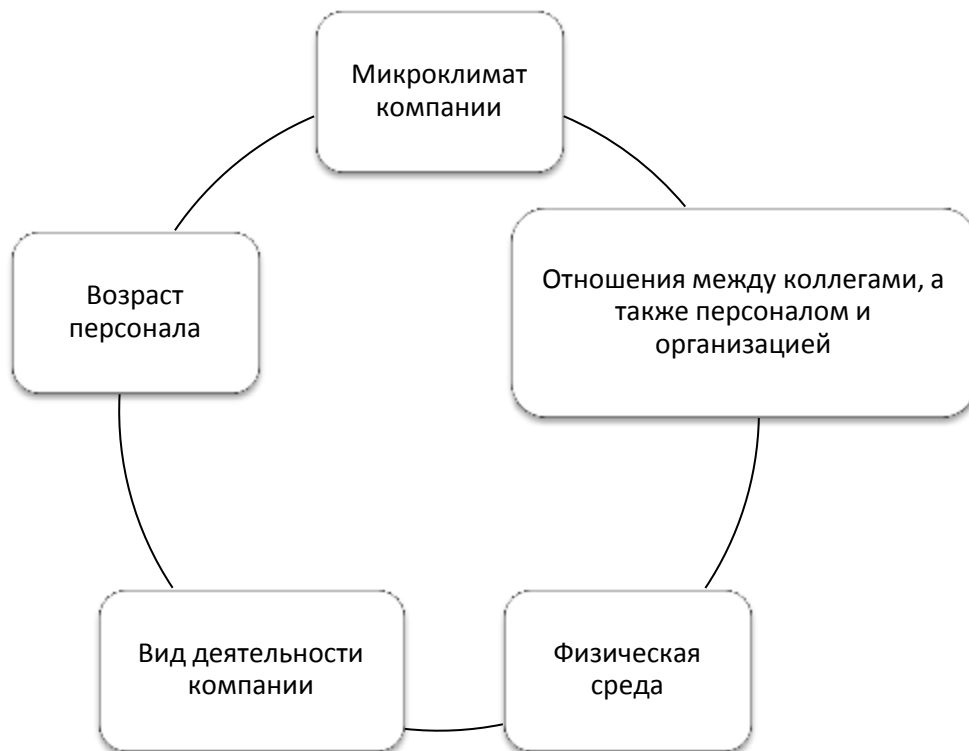 Микроклимат
компании
Отношения между коллегами, а
также персоналом и
организацией
Физическая
среда
Вид деятельности
компании
Возраст
персонала